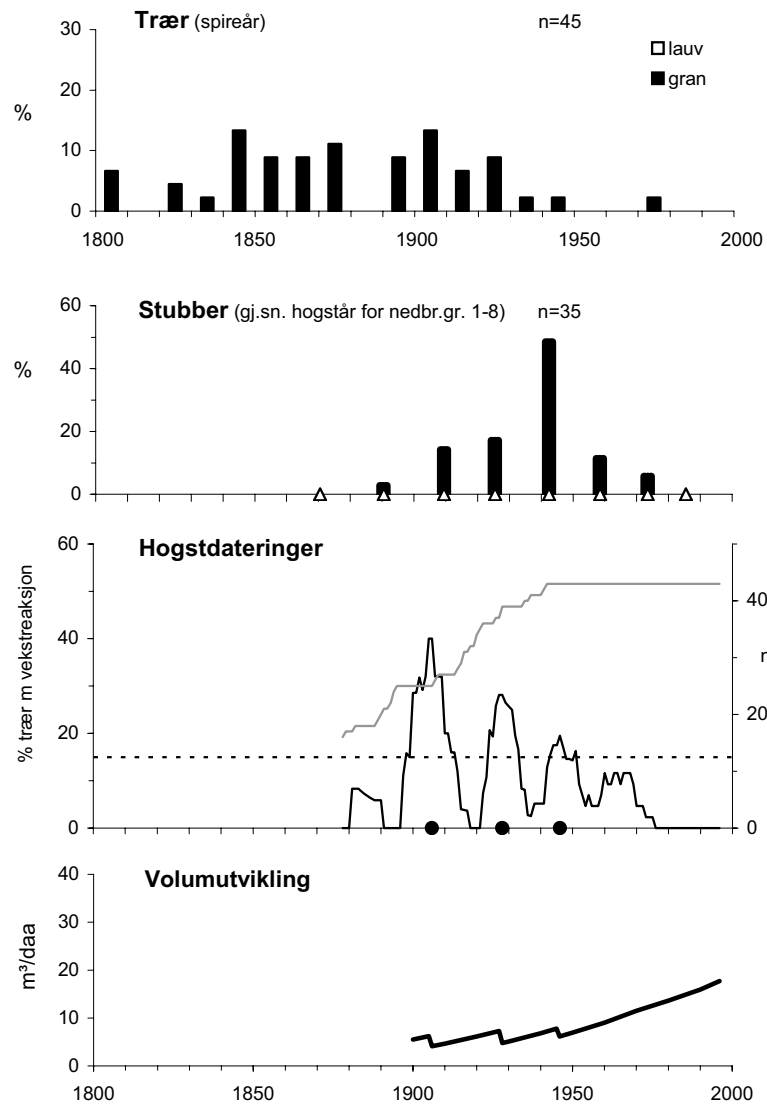 Trær (spireår) n=45
30
20
10
0
%
lauv
gran
1800 1850 1900 1950 2000
Stubber (gj.sn. hogstår for nedbr.gr. 1-8) n=35
60
40
20
0
%
Hogstdateringer
60
40
20
0
% trær m vekstreaksjon
40
20
0
n
Volumutvikling
40
30
20
10
0
m³/daa
1800 1850 1900 1950 2000